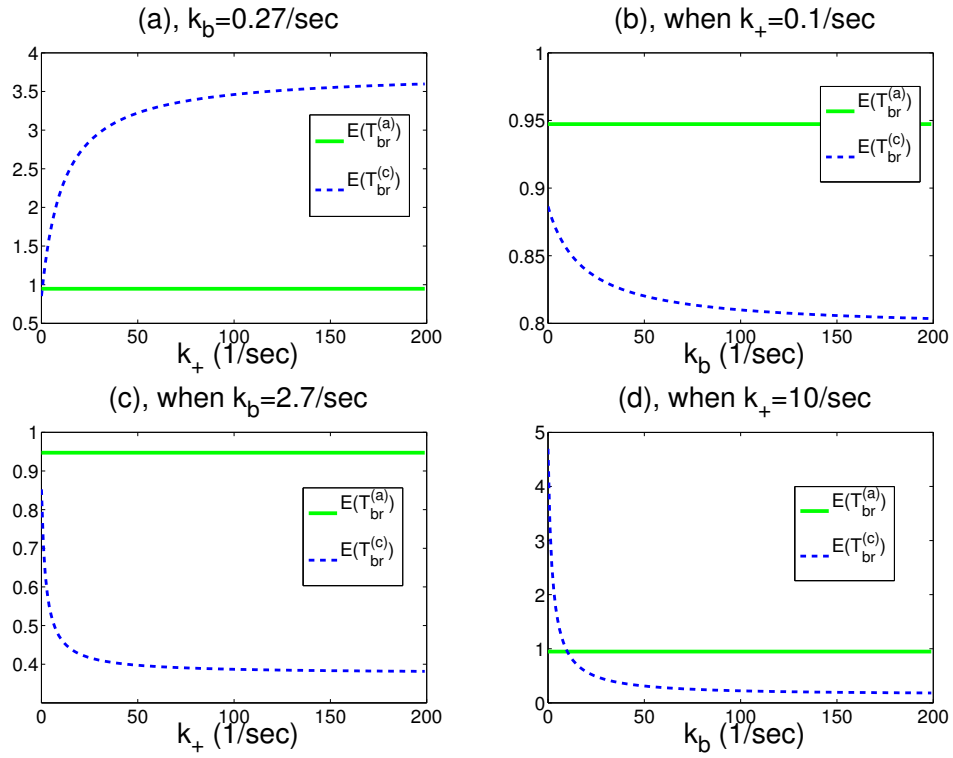 (a), k_b=0.27/sec
4
3.5
3
2.5
2
1.5
1
0.5
0 50 100 150 200
k_+ (1/sec)
E(T_br^(a))
E(T_br^(c))
(b), when k_+=0.1/sec
1
0.95
0.9
0.85
0.8
0 50 100 150 200
k_b (1/sec)
E(T_br^(a))
E(T_br^(c))
(c), when k_b=2.7/sec
1
0.9
0.8
0.7
0.6
0.5
0.4
0 50 100 150 200
k_+ (1/sec)
E(T_br^(a))
E(T_br^(c))
(d), when k_+=10/sec
5
4
3
2
1
0
0 50 100 150 200
k_b (1/sec)
E(T_br^(a))
E(T_br^(c))